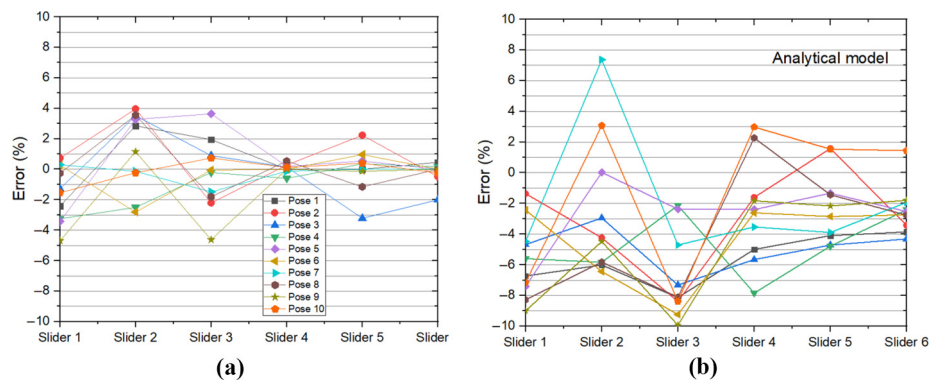 Error (%)
10
8
6
4
2
0
−2
−4
−6
−8
−10
Pose 1
Pose 2
Pose 3
Pose 4
Pose 5
Pose 6
Pose 7
Pose 8
Pose 9
Pose 10
Slider 1 Slider 2 Slider 3 Slider 4 Slider 5 Slider
(a)
Error (%)
10
8
6
4
2
0
−2
−4
−6
−8
−10
Analytical model
Slider 1 Slider 2 Slider 3 Slider 4 Slider 5 Slider 6
(b)